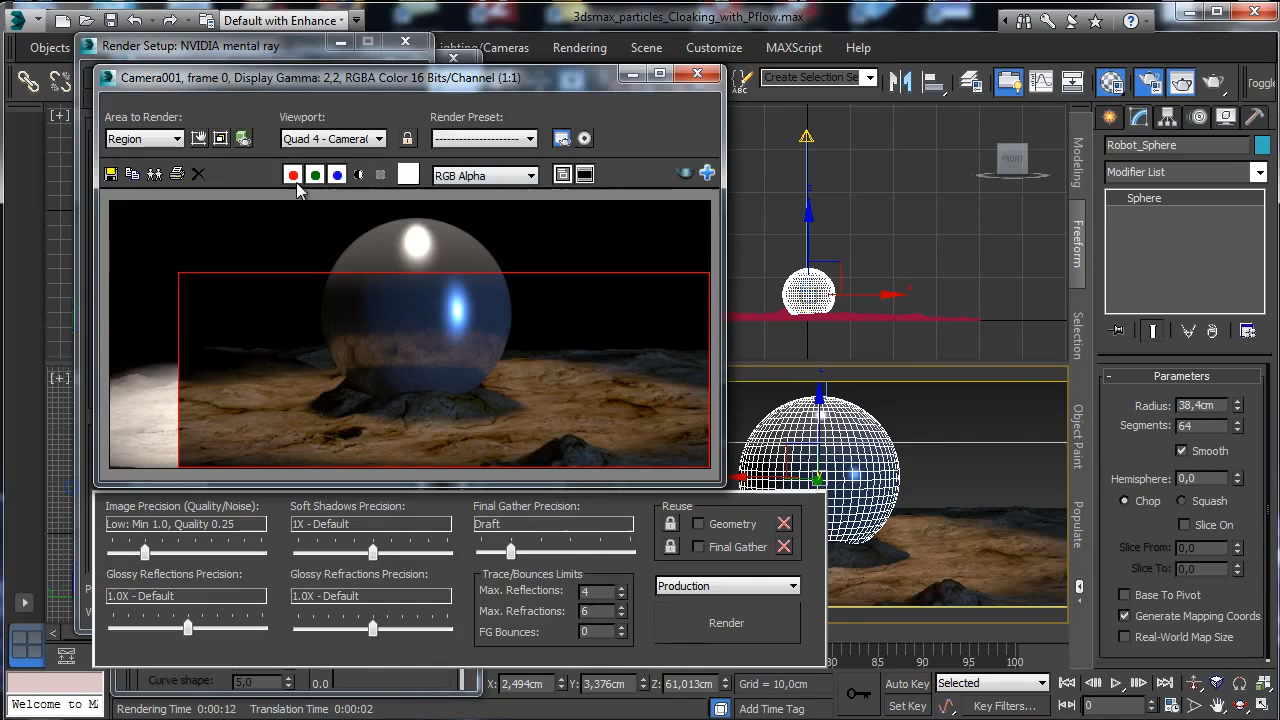 3dsmax_particles_Cloaking_with_Pflow.max
Default with Enhance
Objects
Render Setup: NVIDIA mental ray
ghting/Cameras
Rendering
Scene
Customize
MAXScript
Help
Camera001, frame 0, Display Gamma: 2,2, RGBA Color 16 Bits/Channel (1:1)
ABC
Create Selection Se
Toggle
Area to Render:
Viewport:
Render Preset:
Region
Quad 4 - Camera0
RGB Alpha
[+]
FRONT
Modeling
Freeform
Selection
Object Paint
Populate
Robot_Sphere
Modifier List
Sphere
Parameters
Radius: 38,4cm
Segments: 64
Smooth
Hemisphere: 0,0
Chop
Squash
Slice On
Slice From: 0,0
Slice To: 0,0
Base To Pivot
Generate Mapping Coords
Real-World Map Size
[+]
Image Precision (Quality/Noise):
Low: Min 1.0, Quality 0.25
Soft Shadows Precision:
1X - Default
Final Gather Precision:
Draft
Reuse
Geometry
Final Gather
Glossy Reflections Precision:
1.0X - Default
Glossy Refractions Precision:
1.0X - Default
Trace/Bounces Limits
Max. Reflections: 4
Max. Refractions: 6
FG Bounces: 0
Production
Render
80 85 90 95 100
Curve shape: 5,0
0.0
X: 2,494cm
Y: 3,376cm
Z: 61,013cm
Grid = 10,0cm
Auto Key
Selected
Welcome to M
Rendering Time 0:00:12
Translation Time 0:00:02
Add Time Tag
Set Key
Key Filters...
0